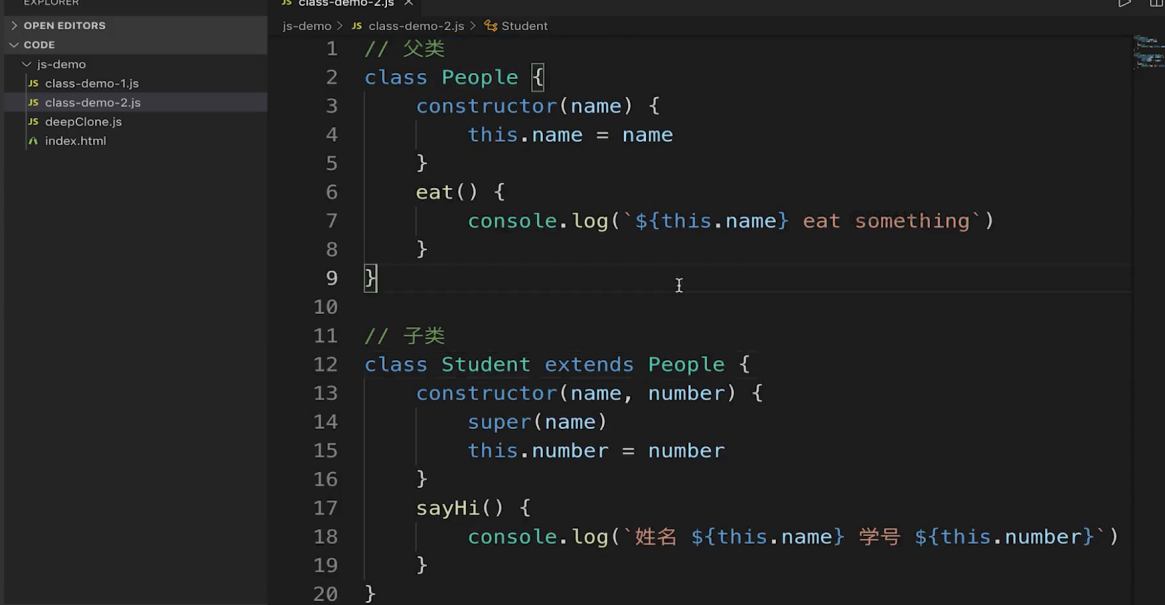 EXPLORER
OPEN EDITORS
CODE
js-demo
JS class-demo-1.js
JS class-demo-2.js
JS deepClone.js
index.html
JS class-demo-2.js ×
js-demo > JS class-demo-2.js > Student
1 // 父类
2 class People {
3 constructor(name) {
4 this.name = name
5 }
6 eat() {
7 console.log(`${this.name} eat something`)
8 }
9 }
10
11 // 子类
12 class Student extends People {
13 constructor(name, number) {
14 super(name)
15 this.number = number
16 }
17 sayHi() {
18 console.log(`姓名 ${this.name} 学号 ${this.number}`)
19 }
20 }